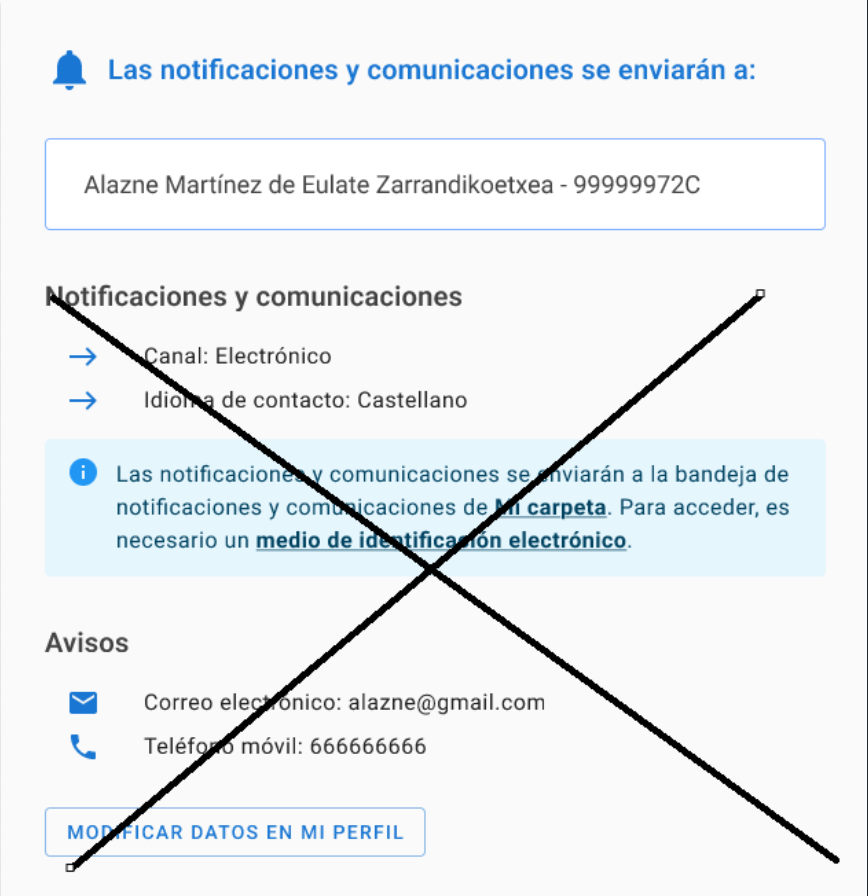 Las notificaciones y comunicaciones se enviarán a:
Alazne Martínez de Eulate Zarrandikoetxea - 99999972C
Notificaciones y comunicaciones
Canal: Electrónico
Idioma de contacto: Castellano
Las notificaciones y comunicaciones se enviarán a la bandeja de
notificaciones y comunicaciones de Mi carpeta. Para acceder, es
necesario un medio de identificación electrónico.
Avisos
Correo electrónico: alazne@gmail.com
Teléfono móvil: 666666666
MODIFICAR DATOS EN MI PERFIL